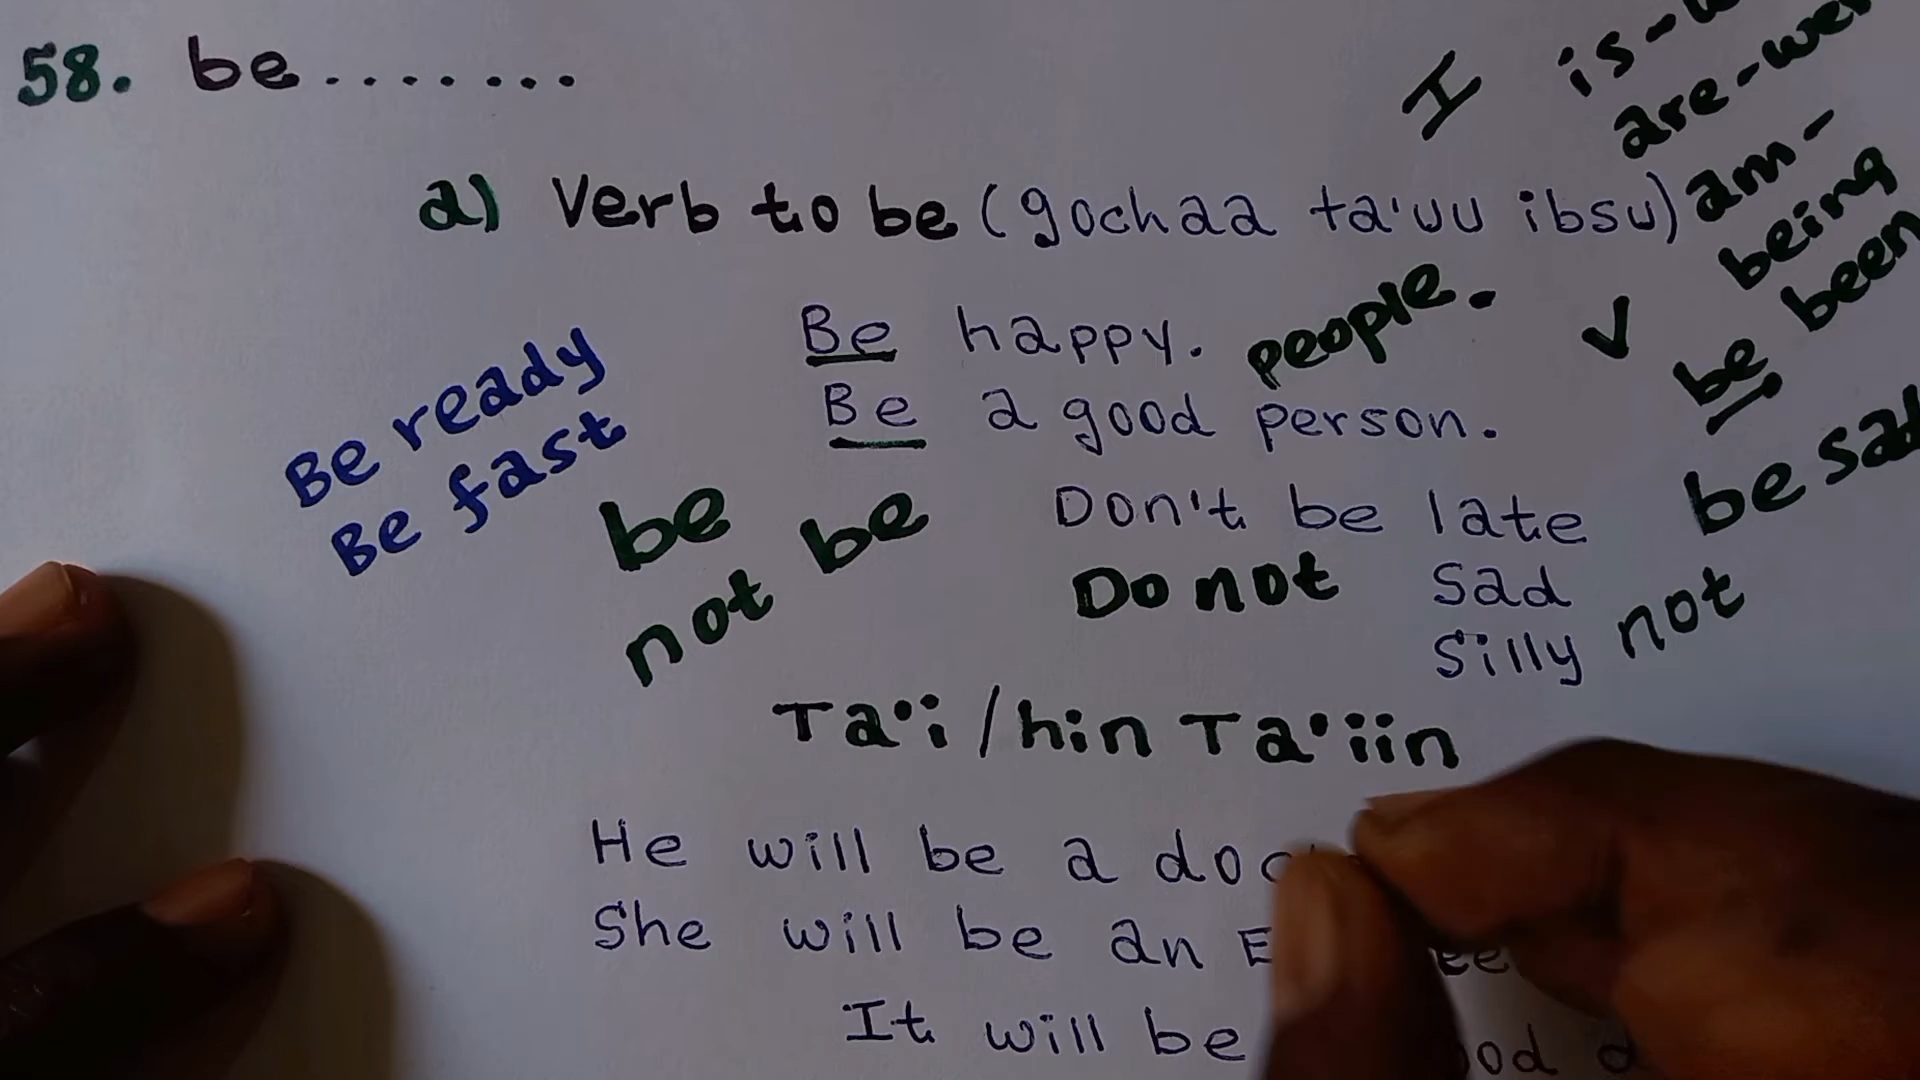 58. be........
I
is-
are-
am-
being
been
be
a) Verb to be (gochaa ta'uu ibsu)
Be happy. people.
Be a good person.
Be ready
Be fast
be
not be
Don't be late
be sad
Do not sad
silly not
Ta'i/hin Ta'iin
He will be a
She will be an
It will be